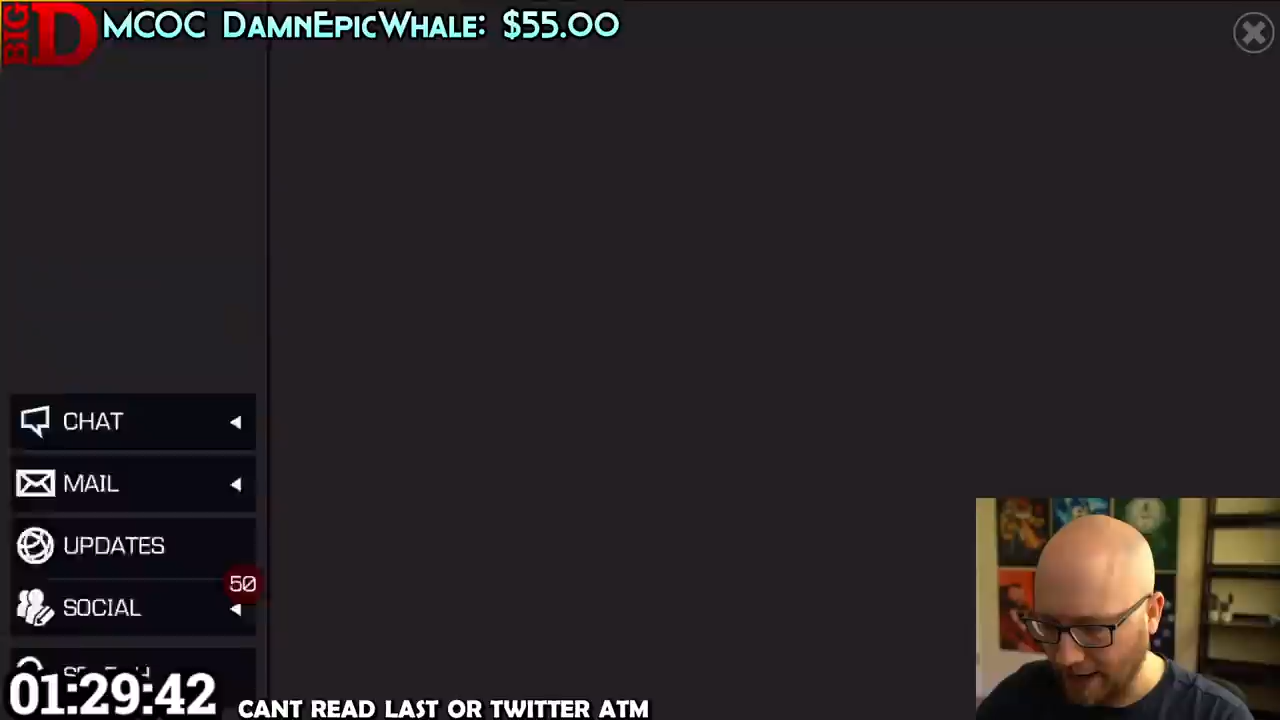 BIG D
MCOC DamnEpicWhale: $55.00
CHAT
MAIL
UPDATES
50
SOCIAL
01:29:42
CANT READ LAST OR TWITTER ATM